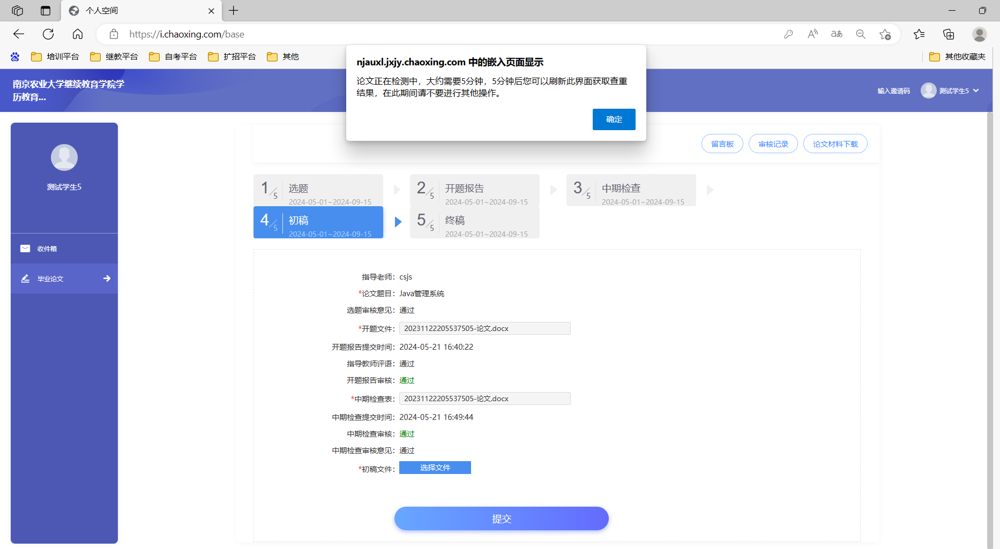 个人空间
https://i.chaoxing.com/base
aあ
du
培训平台
继教平台
自考平台
扩招平台
其他
其他收藏夹
njauxl.jxjy.chaoxing.com 中的嵌入页面显示
论文正在检测中，大约需要5分钟，5分钟后您可以刷新此界面获取查重
结果，在此期间请不要进行其他操作。
确定
南京农业大学继续教育学院学
历教育...
输入邀请码
测试学生5
测试学生5
收件箱
毕业论文
留言板
审核记录
论文材料下载
1/5 选题
2024-05-01~2024-09-15
2/5 开题报告
2024-05-01~2024-09-15
3/5 中期检查
2024-05-01~2024-09-15
4/5 初稿
2024-05-01~2024-09-15
5/5 终稿
2024-05-01~2024-09-15
指导老师：csjs
*论文题目：Java管理系统
选题审核意见：通过
*开题文件：20231122205537505-论文.docx
开题报告提交时间：2024-05-21 16:40:22
指导教师评语：通过
开题报告审核：通过
*中期检查表：20231122205537505-论文.docx
中期检查提交时间：2024-05-21 16:49:44
中期检查审核：通过
中期检查审核意见：通过
*初稿文件：选择文件
提交